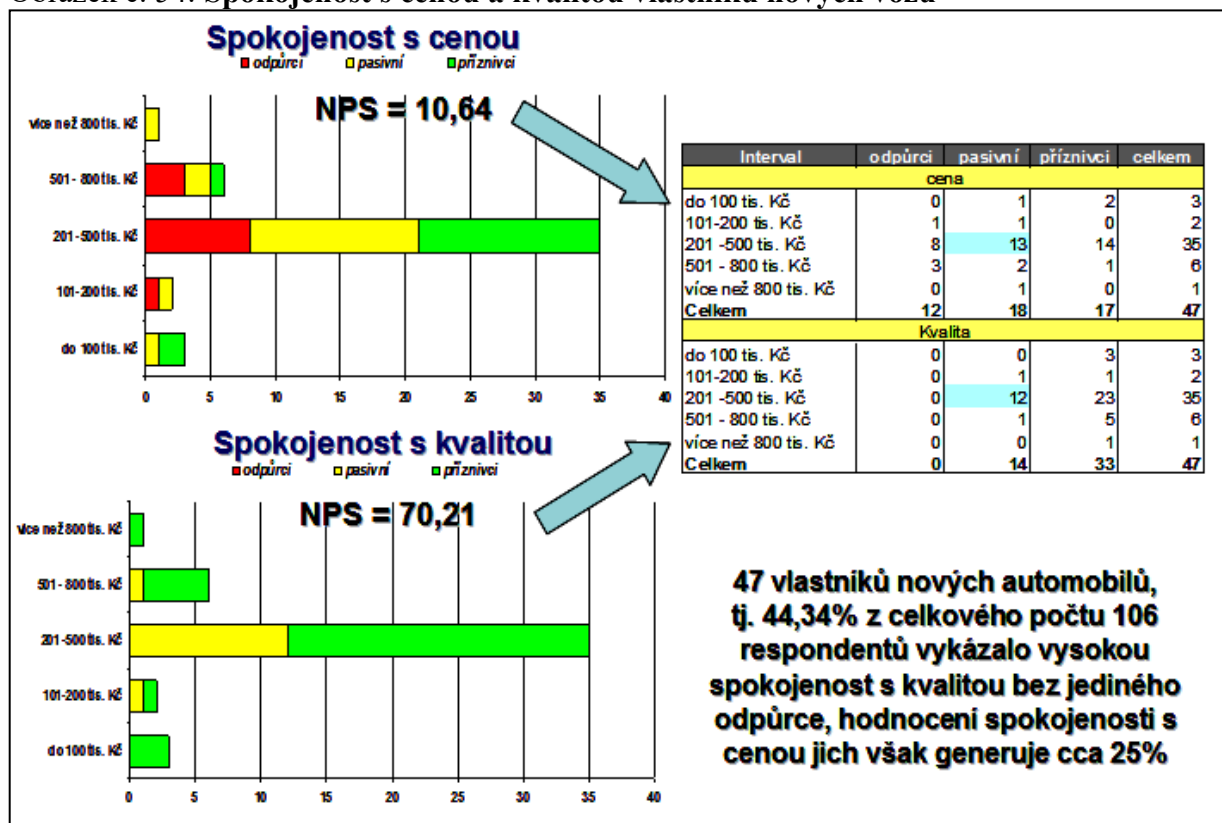 Obrázek č. 34: Spokojenost s cenou a kvalitou vlastníků nových vozů
Spokojenost s cenou
odpůrci pasivní příznivci
NPS = 10,64
více než 800 tis. Kč
501 - 800 tis. Kč
201-500 tis. Kč
101-200 tis. Kč
do 100 tis. Kč
0 5 10 15 20 25 30 35 40
Interval odpůrci pasivní příznivci celkem
cena
do 100 tis. Kč 0 1 2 3
101-200 tis. Kč 1 1 0 2
201 -500 tis. Kč 8 13 14 35
501 - 800 tis. Kč 3 2 1 6
více než 800 tis. Kč 0 1 0 1
Celkem 12 18 17 47
Kvalita
do 100 tis. Kč 0 0 3 3
101-200 tis. Kč 0 1 1 2
201 -500 tis. Kč 0 12 23 35
501 - 800 tis. Kč 0 1 5 6
více než 800 tis. Kč 0 0 1 1
Celkem 0 14 33 47
Spokojenost s kvalitou
odpůrci pasivní příznivci
NPS = 70,21
více než 800 tis. Kč
501 - 800 tis. Kč
201-500 tis. Kč
101-200 tis. Kč
do 100 tis. Kč
0 5 10 15 20 25 30 35 40
47 vlastníků nových automobilů,
tj. 44,34% z celkového počtu 106
respondentů vykázalo vysokou
spokojenost s kvalitou bez jediného
odpůrce, hodnocení spokojenosti s
cenou jich však generuje cca 25%